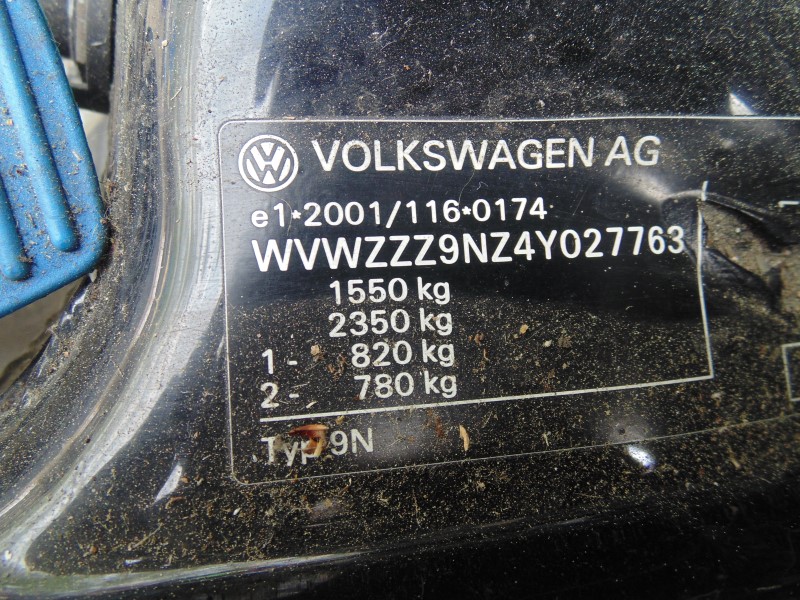 VOLKSWAGEN AG
e1*2001/116*0174
WVWZZZ9NZ4Y027763
1550 kg
2350 kg
1- 820 kg
2- 780 kg
Typ 9N